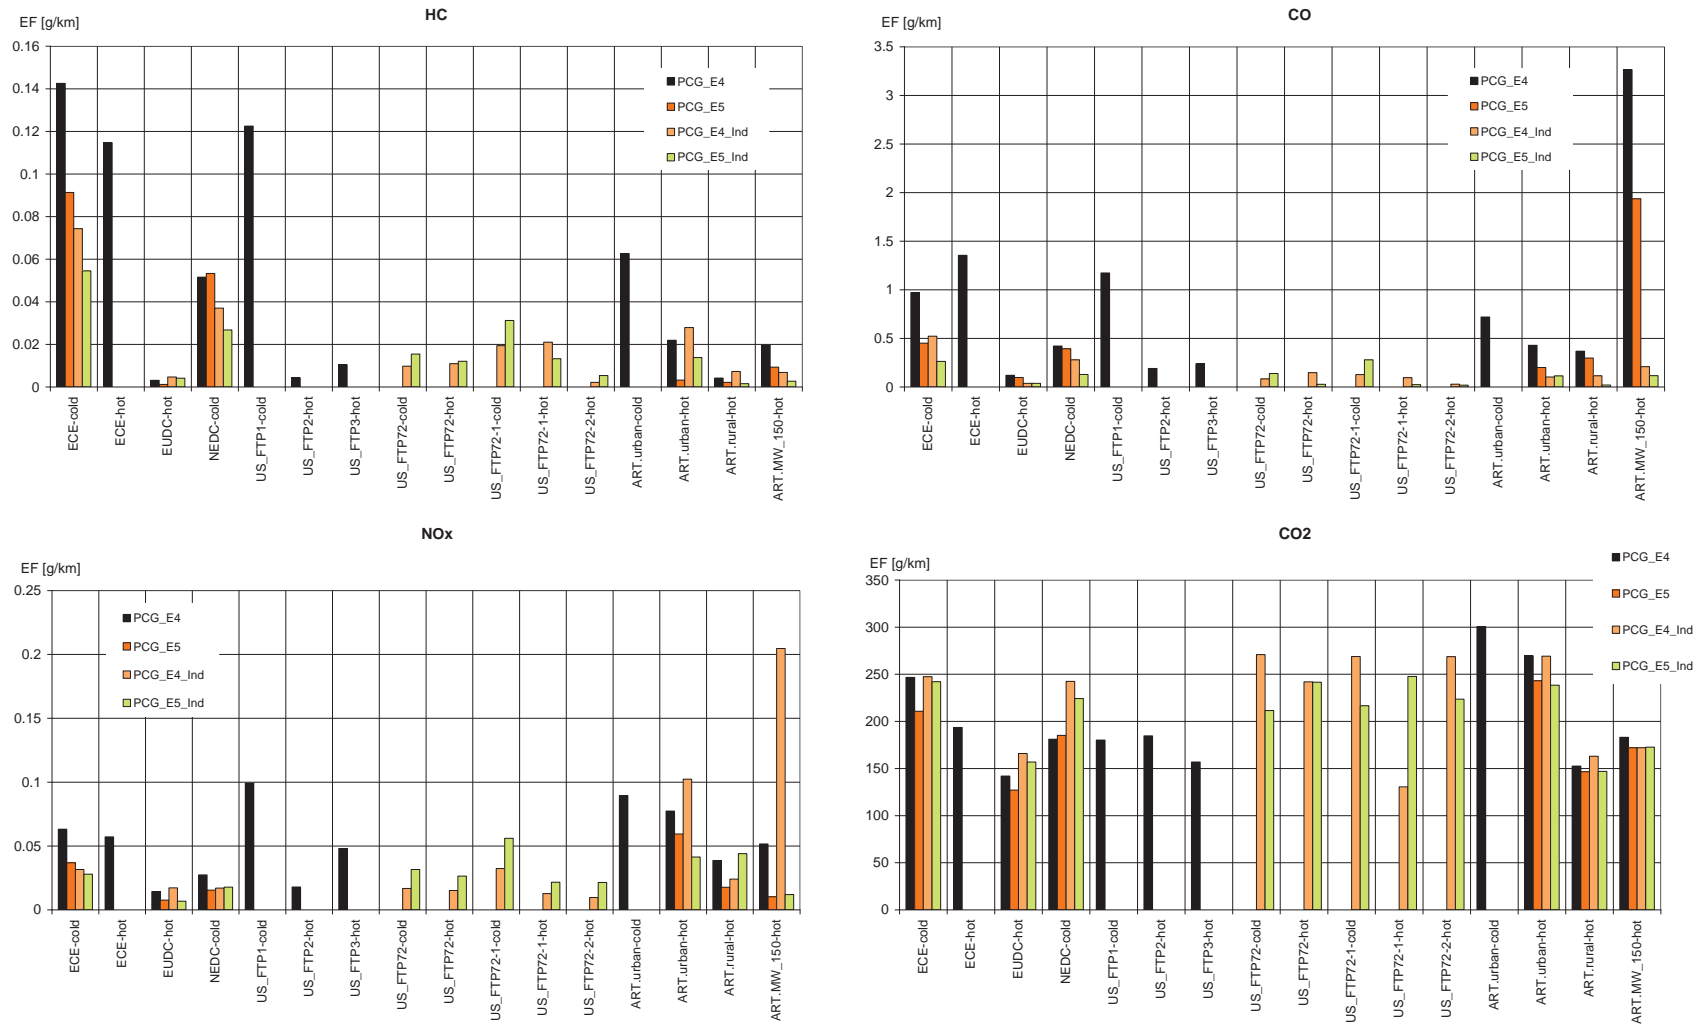 HC
EF [g/km]
0.16
0.14
0.12
0.1
0.08
0.06
0.04
0.02
0
PCG_E4
PCG_E5
PCG_E4_Ind
PCG_E5_Ind
ECE-cold
ECE-hot
EUDC-hot
NEDC-cold
US_FTP1-cold
US_FTP2-hot
US_FTP3-hot
US_FTP72-cold
US_FTP72-hot
US_FTP72-1-cold
US_FTP72-1-hot
US_FTP72-2-hot
ART.urban-cold
ART.urban-hot
ART.rural-hot
ART.MW_150-hot
CO
EF [g/km]
3.5
3
2.5
2
1.5
1
0.5
0
PCG_E4
PCG_E5
PCG_E4_Ind
PCG_E5_Ind
ECE-cold
ECE-hot
EUDC-hot
NEDC-cold
US_FTP1-cold
US_FTP2-hot
US_FTP3-hot
US_FTP72-cold
US_FTP72-hot
US_FTP72-1-cold
US_FTP72-1-hot
US_FTP72-2-hot
ART.urban-cold
ART.urban-hot
ART.rural-hot
ART.MW_150-hot
NOx
EF [g/km]
0.25
0.2
0.15
0.1
0.05
0
PCG_E4
PCG_E5
PCG_E4_Ind
PCG_E5_Ind
ECE-cold
ECE-hot
EUDC-hot
NEDC-cold
US_FTP1-cold
US_FTP2-hot
US_FTP3-hot
US_FTP72-cold
US_FTP72-hot
US_FTP72-1-cold
US_FTP72-1-hot
US_FTP72-2-hot
ART.urban-cold
ART.urban-hot
ART.rural-hot
ART.MW_150-hot
CO2
EF [g/km]
350
300
250
200
150
100
50
0
PCG_E4
PCG_E5
PCG_E4_Ind
PCG_E5_Ind
ECE-cold
ECE-hot
EUDC-hot
NEDC-cold
US_FTP1-cold
US_FTP2-hot
US_FTP3-hot
US_FTP72-cold
US_FTP72-hot
US_FTP72-1-cold
US_FTP72-1-hot
US_FTP72-2-hot
ART.urban-cold
ART.urban-hot
ART.rural-hot
ART.MW_150-hot